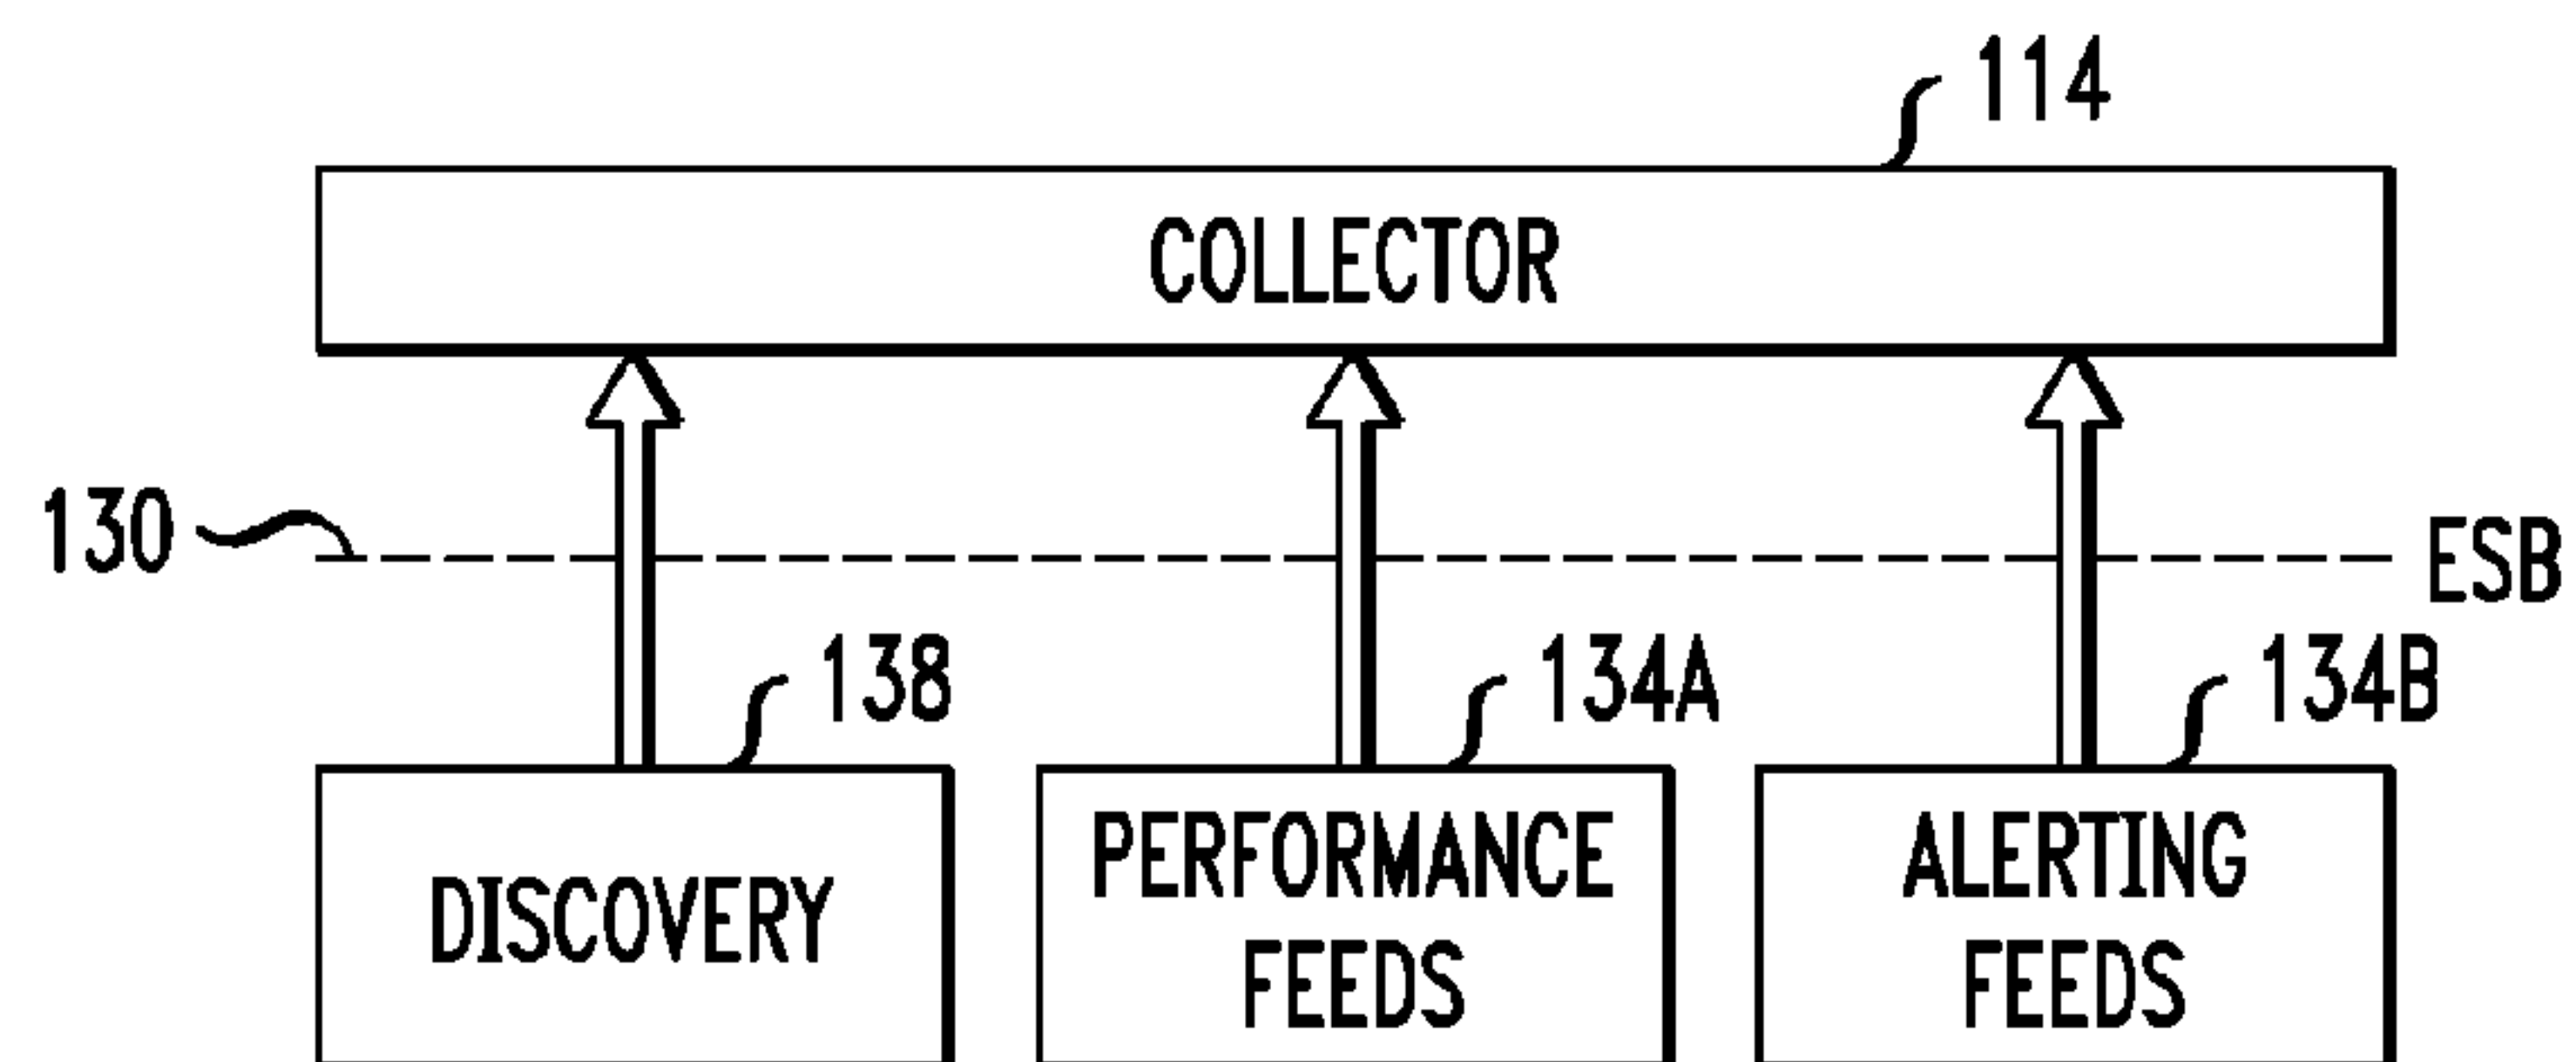 114
COLLECTOR
130
ESB
138
134A
134B
DISCOVERY
PERFORMANCE
FEEDS
ALERTING
FEEDS